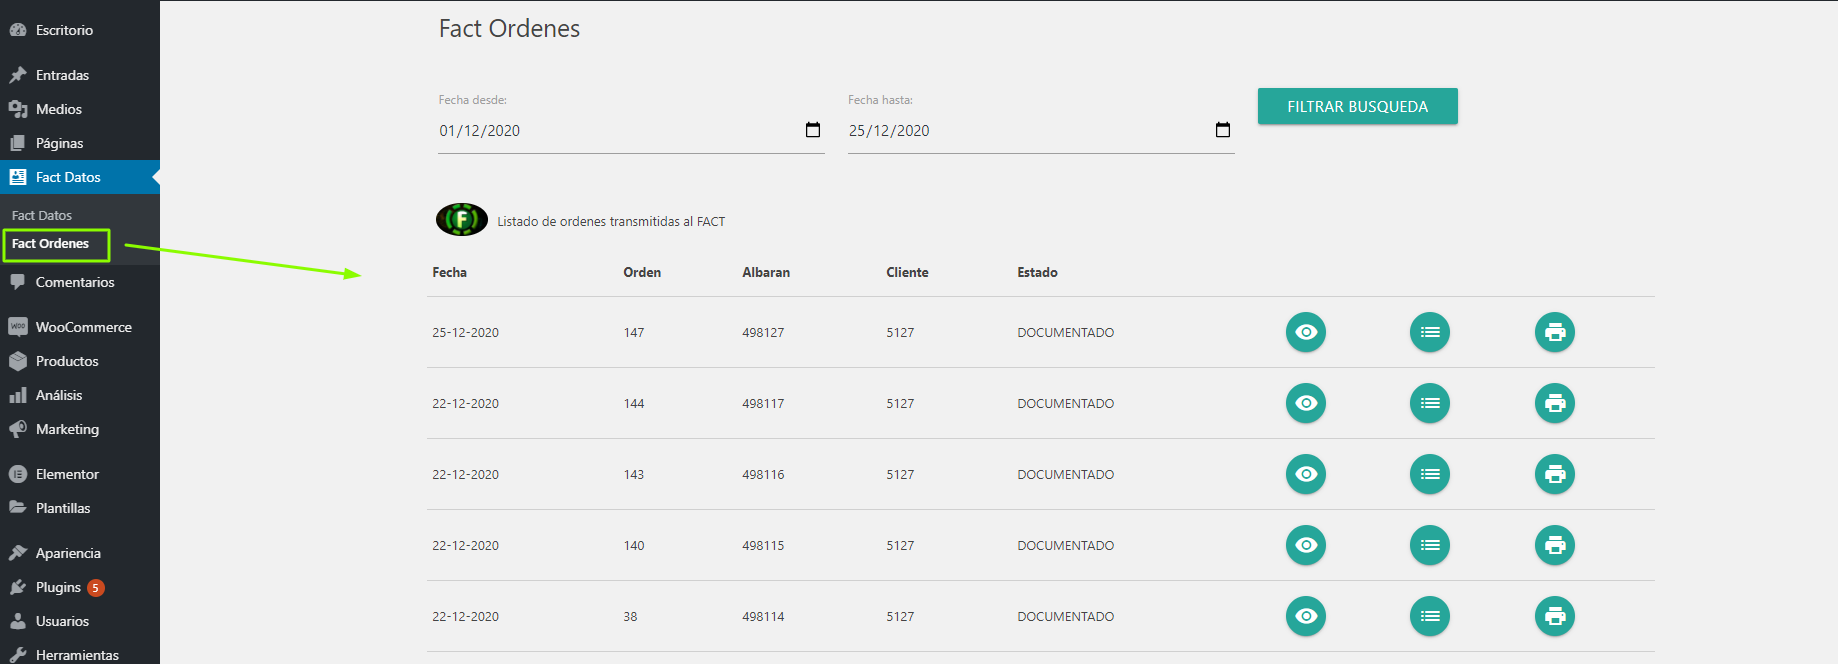 Escritorio
Entradas
Medios
Páginas
Fact Datos
Fact Datos
Fact Ordenes
Comentarios
WOO WooCommerce
Productos
Análisis
Marketing
Elementor
Plantillas
Apariencia
Plugins 5
Usuarios
Herramientas
Fact Ordenes
Fecha desde: Fecha hasta:
01/12/2020 25/12/2020
FILTRAR BUSQUEDA
F Listado de ordenes transmitidas al FACT
Fecha Orden Albaran Cliente Estado
25-12-2020 147 498127 5127 DOCUMENTADO
22-12-2020 144 498117 5127 DOCUMENTADO
22-12-2020 143 498116 5127 DOCUMENTADO
22-12-2020 140 498115 5127 DOCUMENTADO
22-12-2020 38 498114 5127 DOCUMENTADO